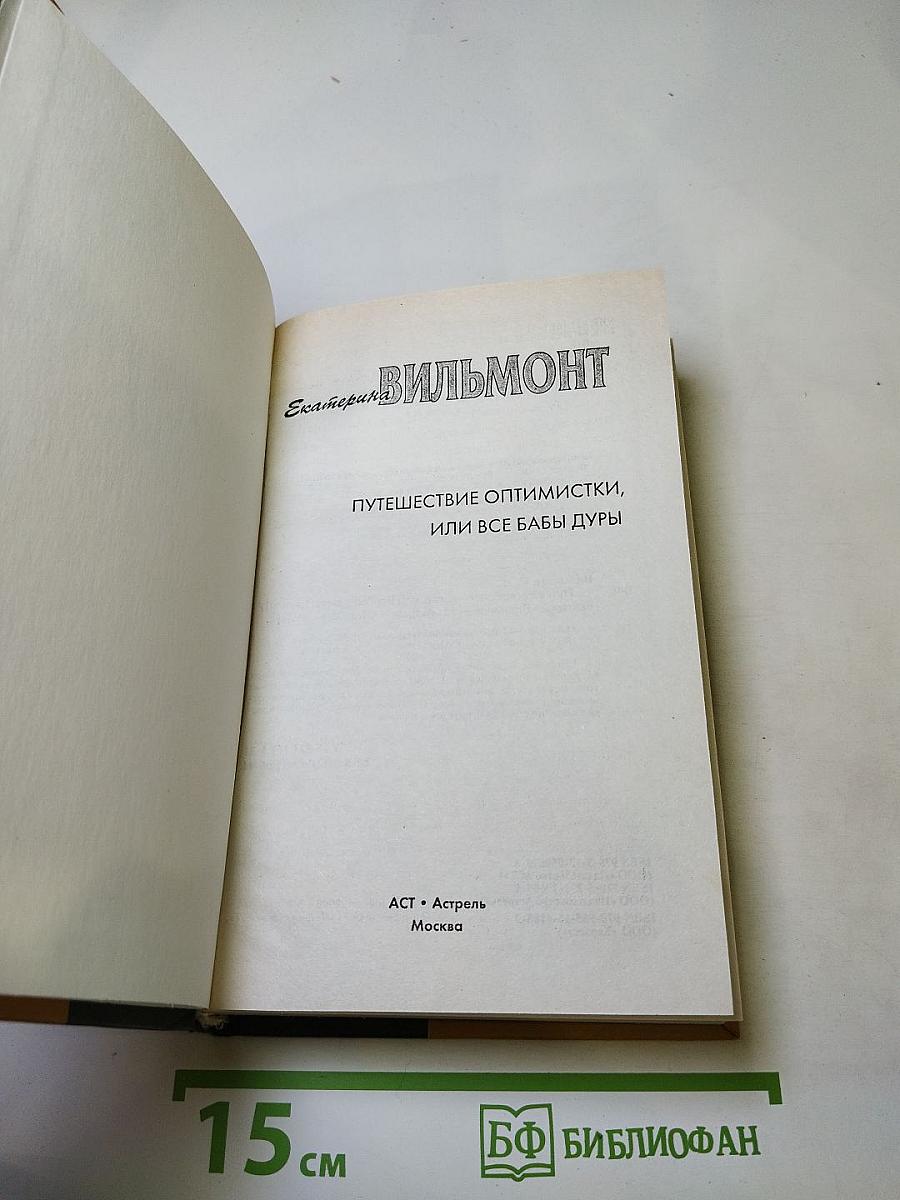 Екатерина ВИЛЬМОНТ
ПУТЕШЕСТВИЕ ОПТИМИСТКИ,
ИЛИ ВСЕ БАБЫ ДУРЫ
АСТ • Астрель
Москва
15 см
БФ БИБЛИОФАН